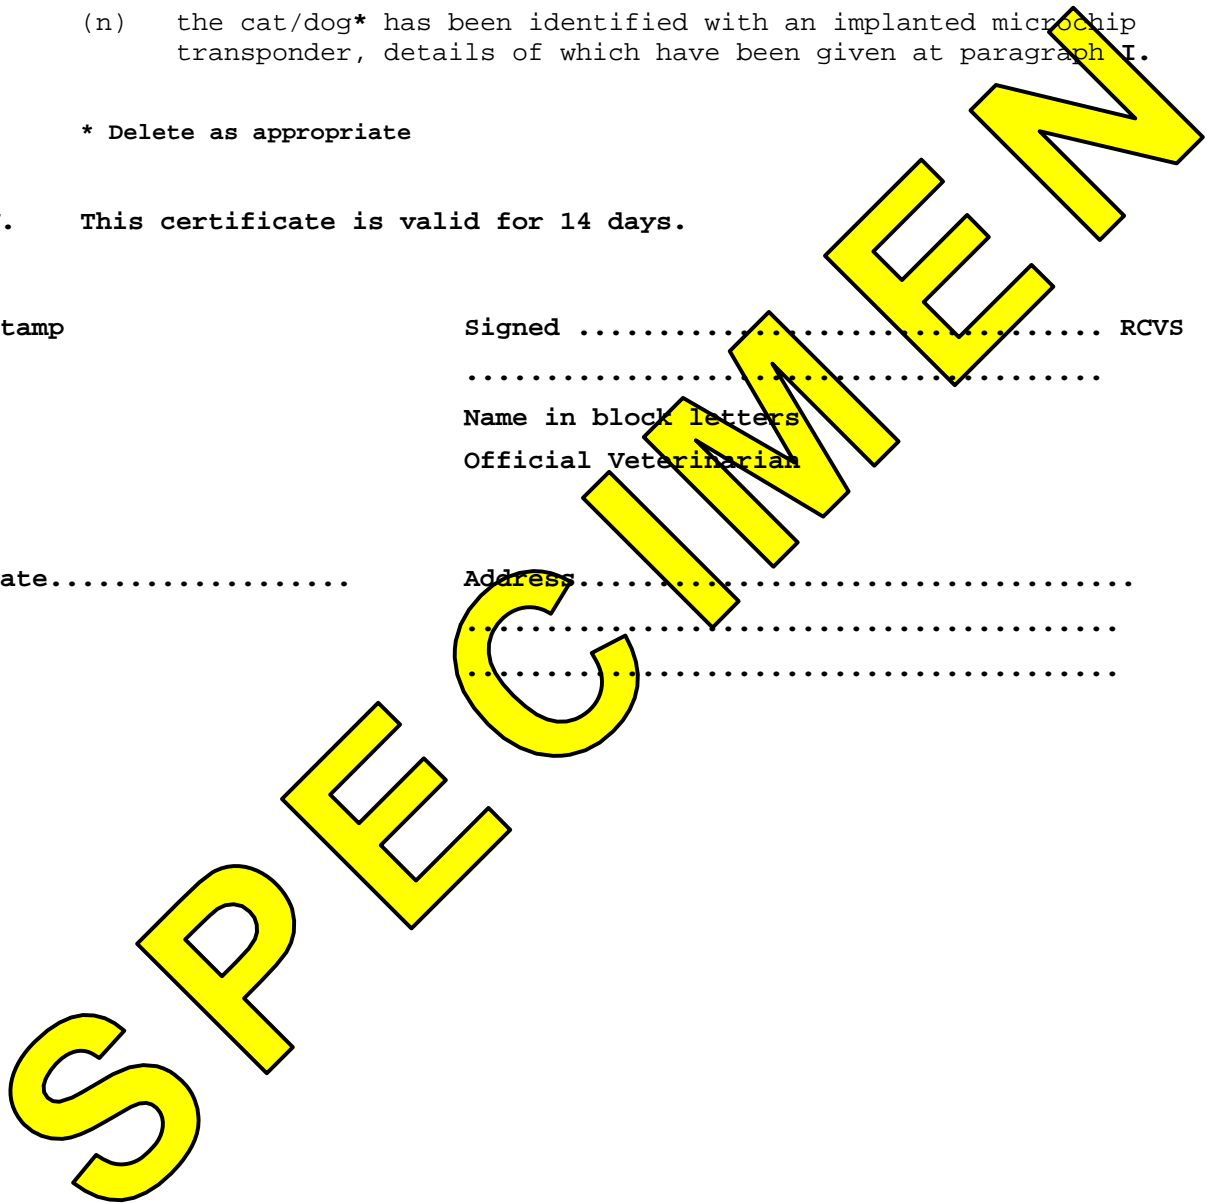 (n) the cat/dog* has been identified with an implanted microchip
transponder, details of which have been given at paragraph I.
* Delete as appropriate
. This certificate is valid for 14 days.
tamp Signed ................................. RCVS
........................................
Name in block letters
Official Veterinarian
ate................... Address...................................
.........................................
.........................................
SPECIMEN